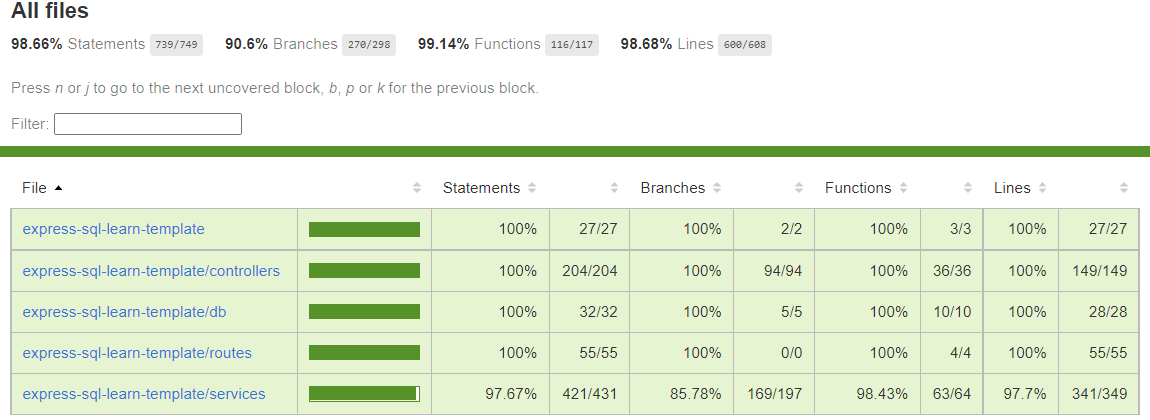 All files
98.66% Statements 739/749 90.6% Branches 270/298 99.14% Functions 116/117 98.68% Lines 600/608
Press n or j to go to the next uncovered block, b, p or k for the previous block.
Filter:
File Statements Branches Functions Lines
express-sql-learn-template 100% 27/27 100% 2/2 100% 3/3 100% 27/27
express-sql-learn-template/controllers 100% 204/204 100% 94/94 100% 36/36 100% 149/149
express-sql-learn-template/db 100% 32/32 100% 5/5 100% 10/10 100% 28/28
express-sql-learn-template/routes 100% 55/55 100% 0/0 100% 4/4 100% 55/55
express-sql-learn-template/services 97.67% 421/431 85.78% 169/197 98.43% 63/64 97.7% 341/349